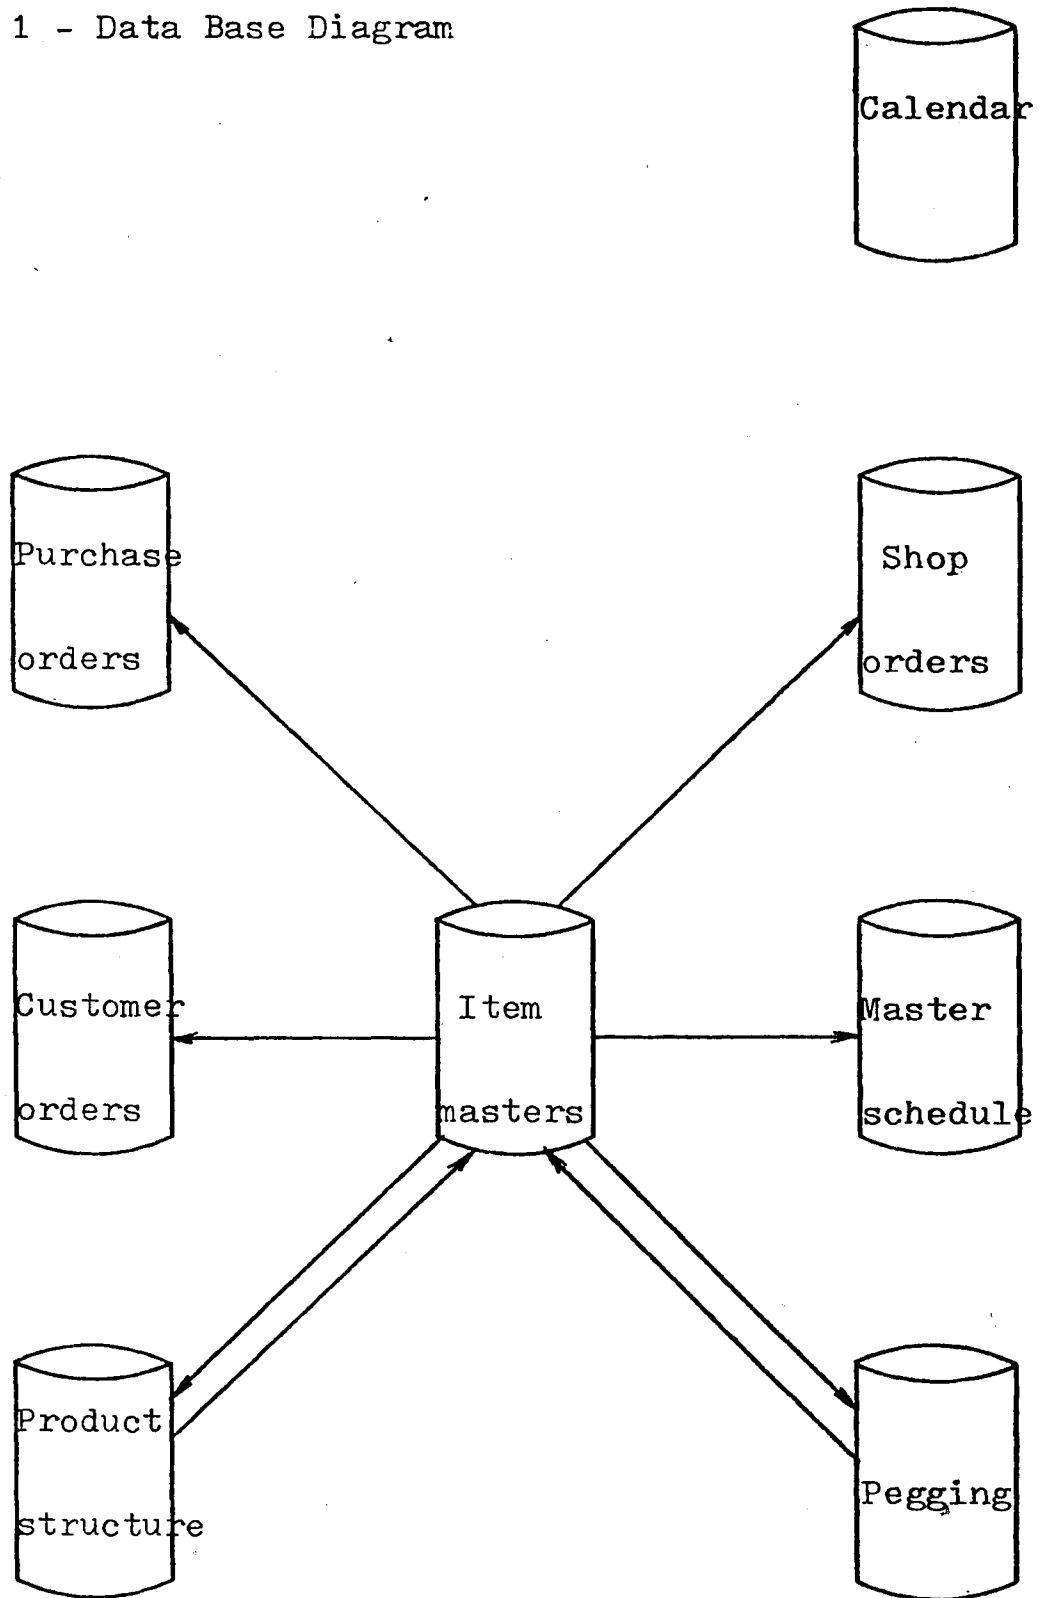 1 - Data Base Diagram
Calendar
Purchase
orders
Shop
orders
Customer
orders
Item
masters
Master
schedule
Product
structure
Pegging